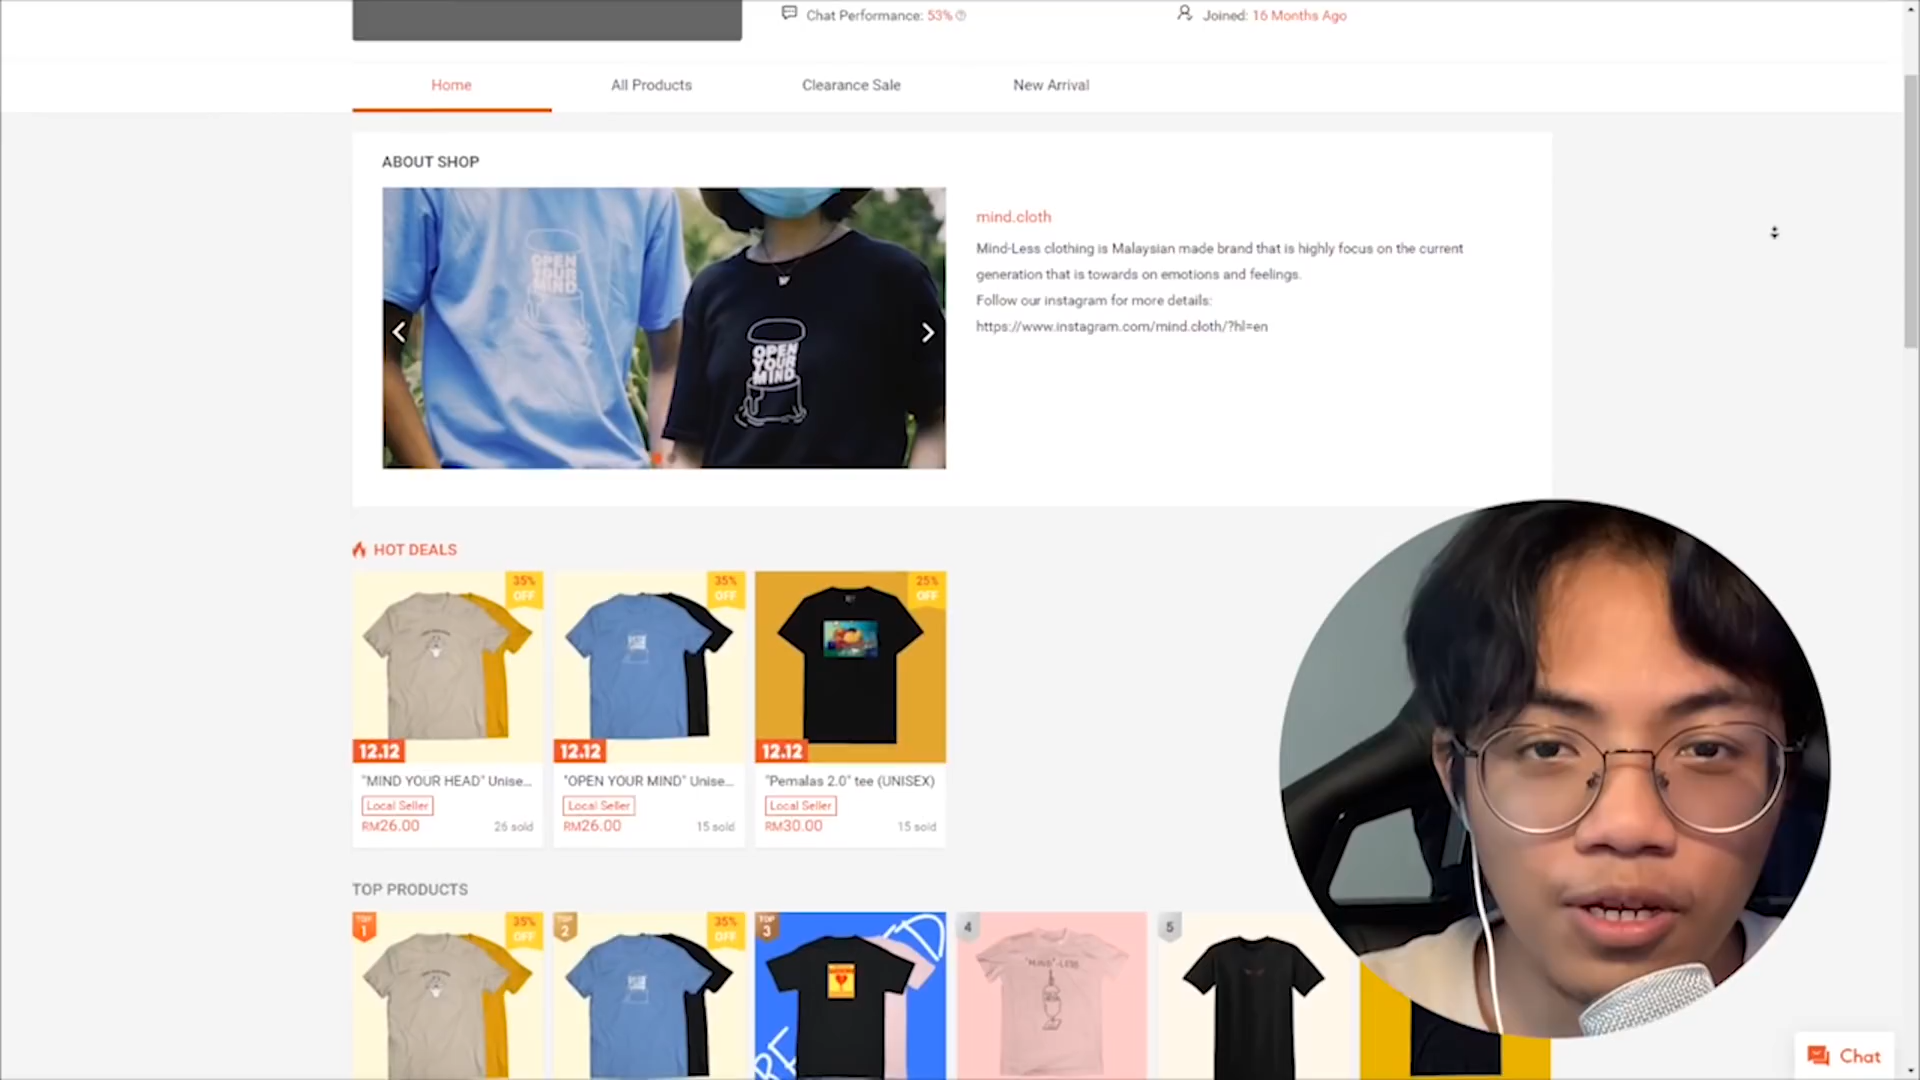 Chat Performance: 53%
Joined: 16 Months Ago
Home
All Products
Clearance Sale
New Arrival
ABOUT SHOP
OPEN
YOUR
MIND
OPEN
YOUR
MIND
mind.cloth
Mind-Less clothing is Malaysian made brand that is highly focus on the current
generation that is towards on emotions and feelings.
Follow our instagram for more details:
https://www.instagram.com/mind.cloth/?hl=en
HOT DEALS
35%
OFF
35%
OFF
25%
OFF
12.12
12.12
12.12
"MIND YOUR HEAD" Unise...
"OPEN YOUR MIND" Unise...
"Pemalas 2.0" tee (UNISEX)
Local Seller
Local Seller
Local Seller
RM26.00
26 sold
RM26.00
15 sold
RM30.00
15 sold
TOP PRODUCTS
TOP
1
35%
OFF
TOP
2
35%
OFF
TOP
3
4
5
"MIND"-LESS
Chat